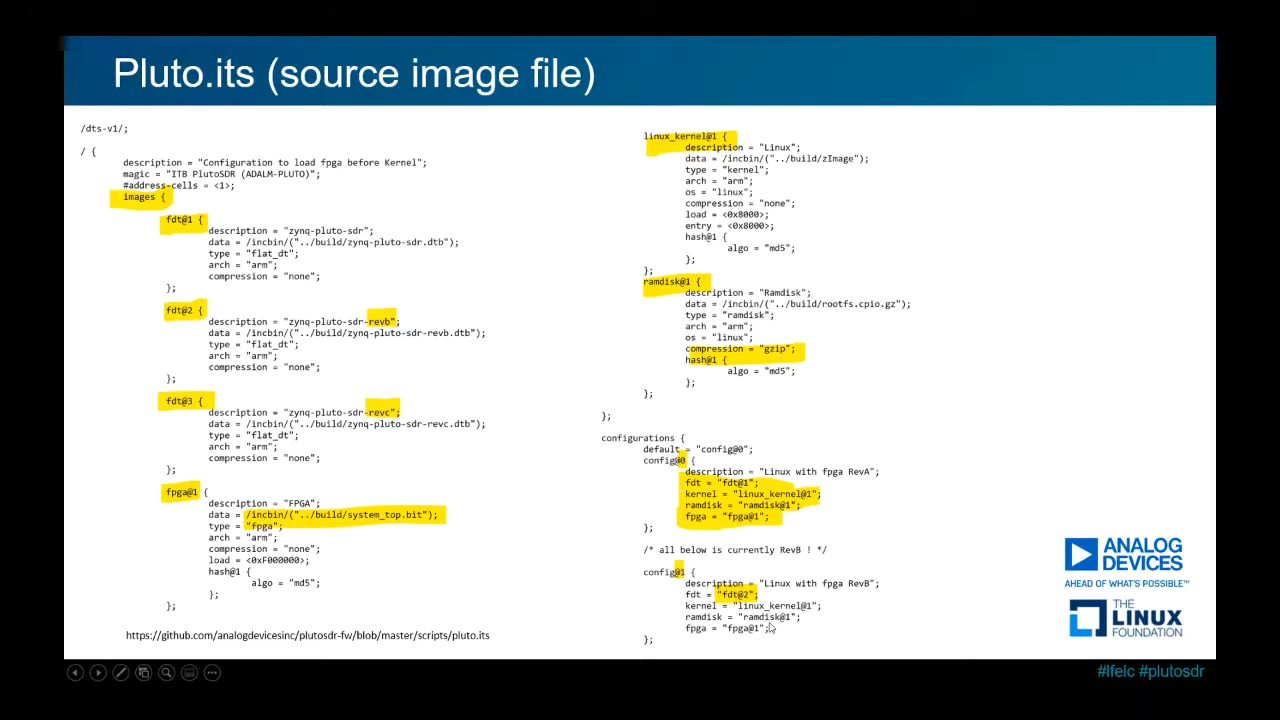 Pluto.its (source image file)
/dts-v1/;
/ {
description = "Configuration to load fpga before Kernel";
magic = "ITB PlutoSDR (ADALM-PLUTO)";
#address-cells = <1>;
images {
fdt@1 {
description = "zynq-pluto-sdr";
data = /incbin/("../build/zynq-pluto-sdr.dtb");
type = "flat_dt";
arch = "arm";
compression = "none";
};
fdt@2 {
description = "zynq-pluto-sdr-revb";
data = /incbin/("../build/zynq-pluto-sdr-revb.dtb");
type = "flat_dt";
arch = "arm";
compression = "none";
};
fdt@3 {
description = "zynq-pluto-sdr-revc";
data = /incbin/("../build/zynq-pluto-sdr-revc.dtb");
type = "flat_dt";
arch = "arm";
compression = "none";
};
fpga@1 {
description = "FPGA";
data = /incbin/("../build/system_top.bit");
type = "fpga";
arch = "arm";
compression = "none";
load = <0xF000000>;
hash@1 {
algo = "md5";
};
};
https://github.com/analogdevicesinc/plutosdr-fw/blob/master/scripts/pluto.its
linux_kernel@1 {
description = "Linux";
data = /incbin/("../build/zImage");
type = "kernel";
arch = "arm";
os = "linux";
compression = "none";
load = <0x8000>;
entry = <0x8000>;
hash@1 {
algo = "md5";
};
};
ramdisk@1 {
description = "Ramdisk";
data = /incbin/("../build/rootfs.cpio.gz");
type = "ramdisk";
arch = "arm";
os = "linux";
compression = "gzip";
hash@1 {
algo = "md5";
};
};
};
configurations {
default = "config@0";
config@0 {
description = "Linux with fpga RevA";
fdt = "fdt@1";
kernel = "linux_kernel@1";
ramdisk = "ramdisk@1";
fpga = "fpga@1";
};
/* all below is currently RevB ! */
config@1 {
description = "Linux with fpga RevB";
fdt = "fdt@2";
kernel = "linux_kernel@1";
ramdisk = "ramdisk@1";
fpga = "fpga@1";
};
ANALOG
DEVICES
AHEAD OF WHAT'S POSSIBLE™
THE
LINUX
FOUNDATION
#lfelc #plutosdr